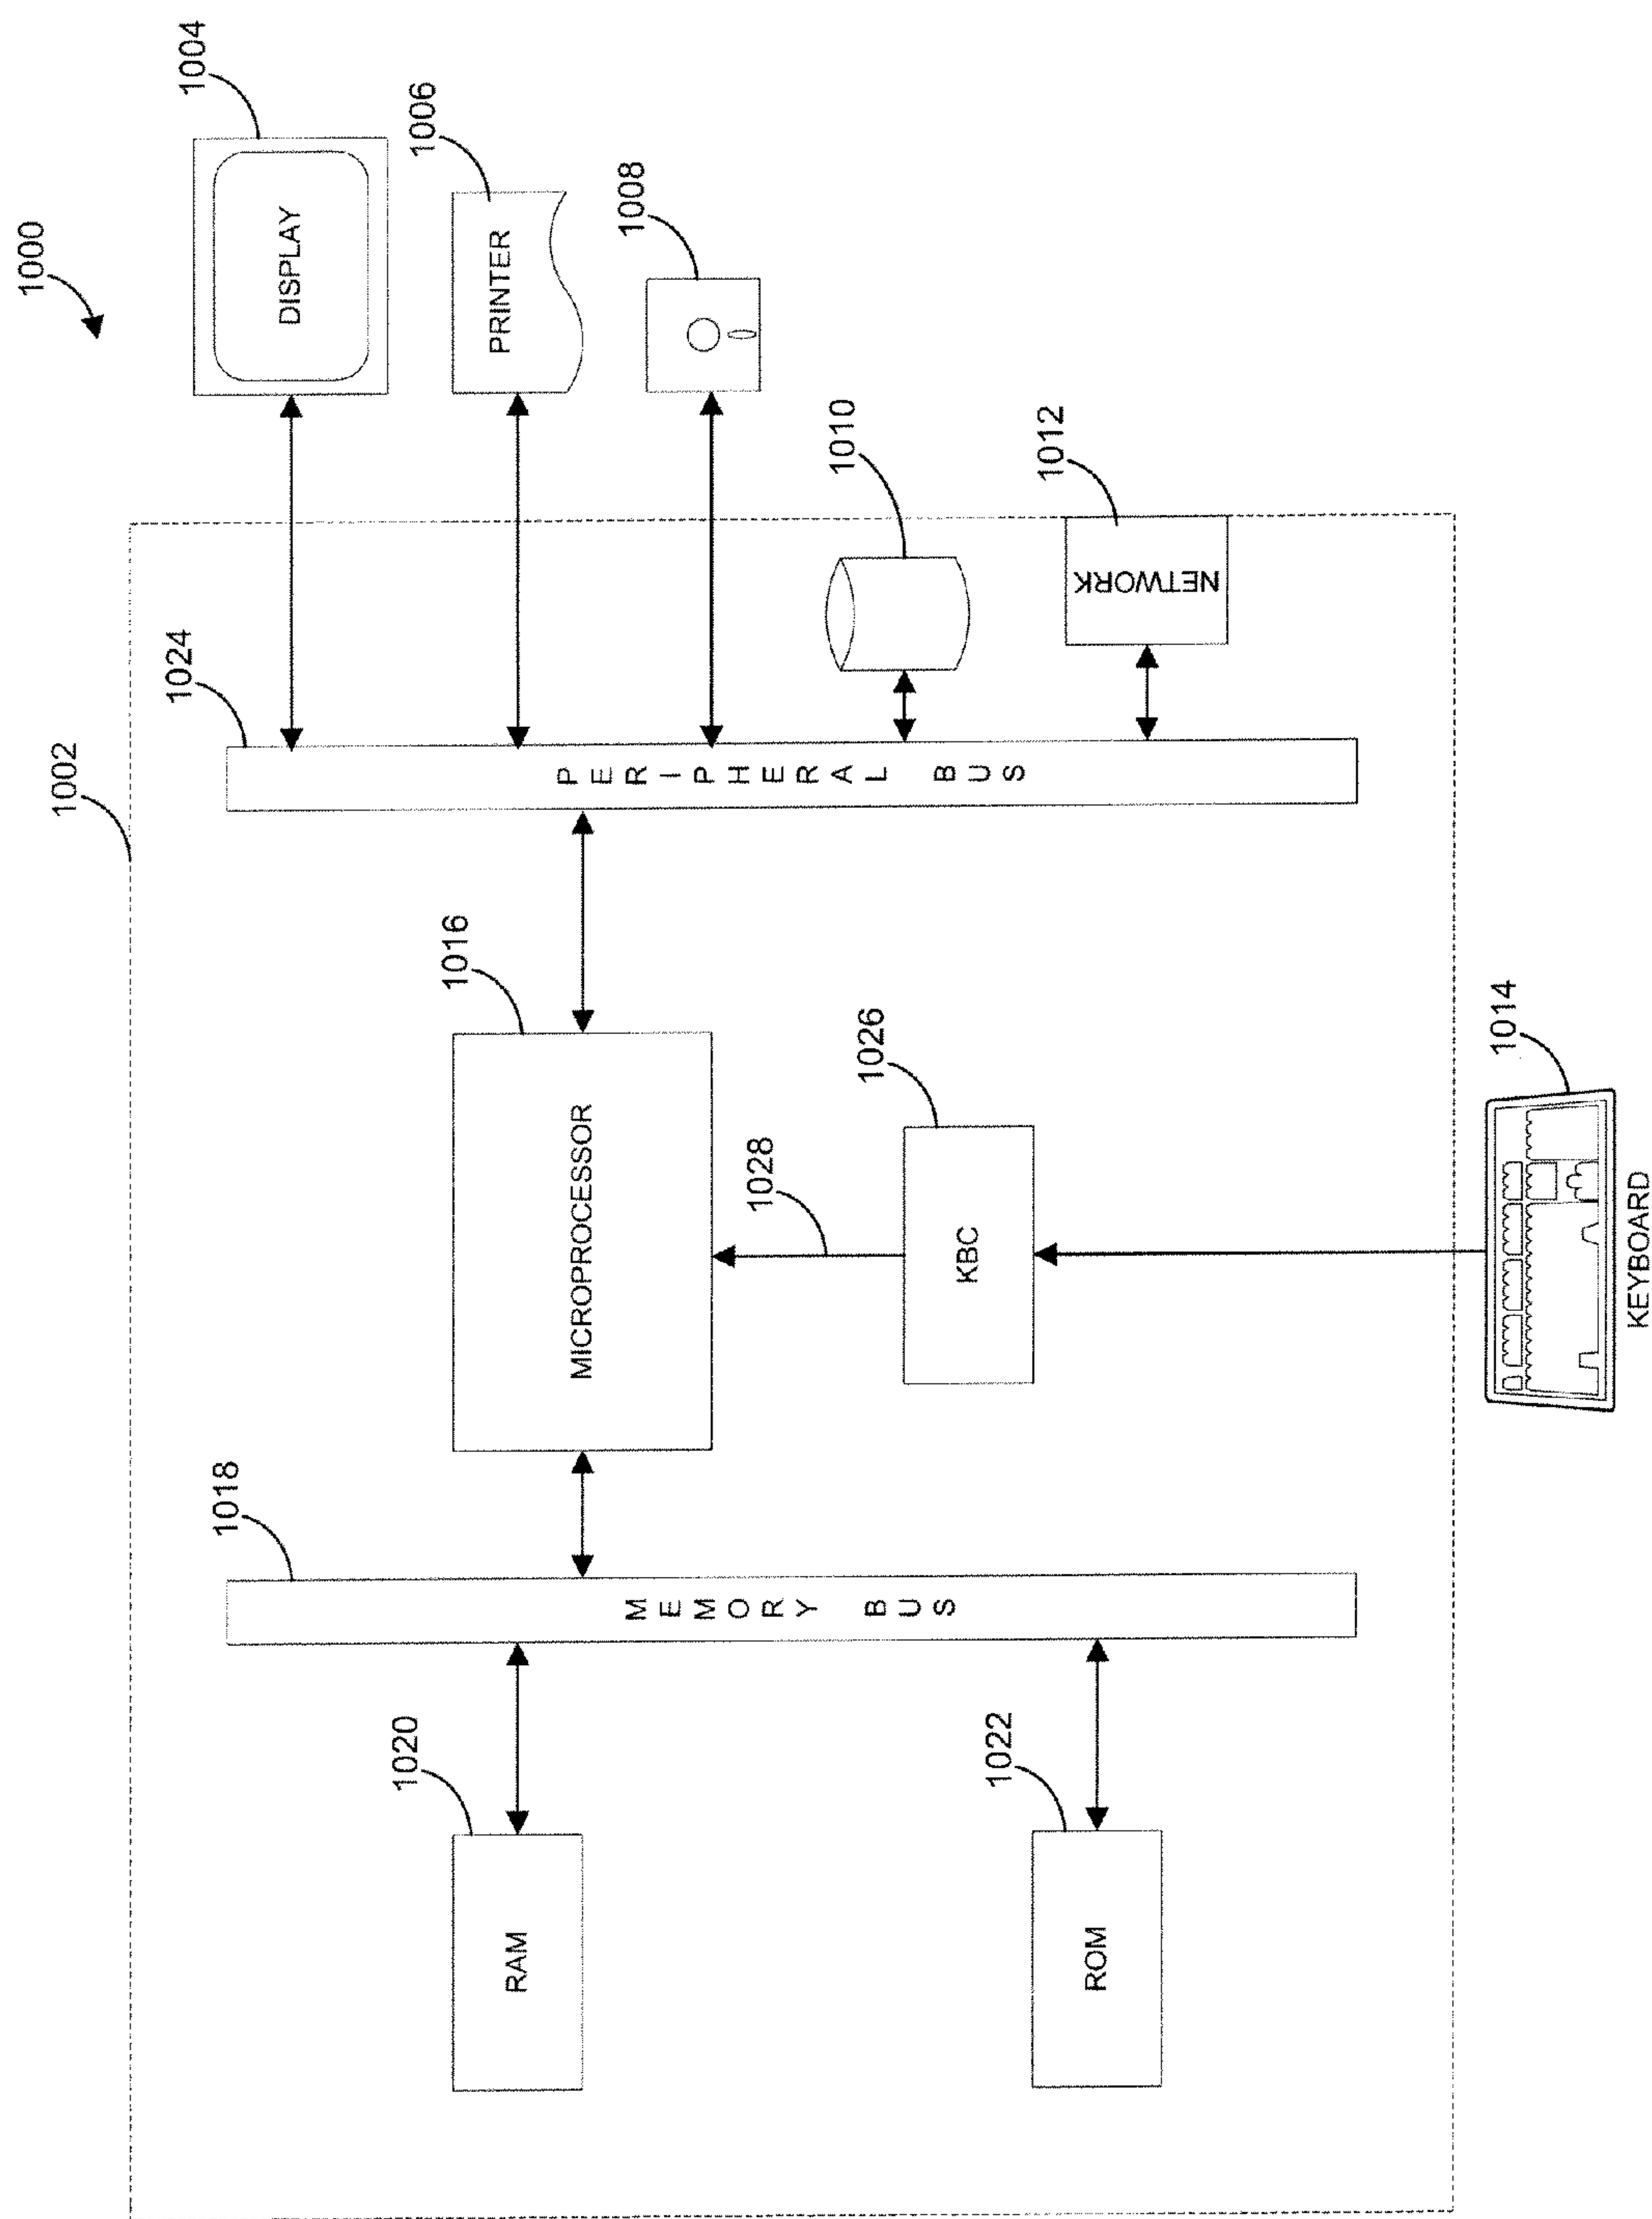 1000
1002
1004
DISPLAY
1024
1006
PRINTER
1018
1016
1008
1020
RAM
MEMORY BUS
MICROPROCESSOR
PERIPHERAL BUS
1028
1010
1026
KBC
1022
ROM
1012
NETWORK
1014
KEYBOARD